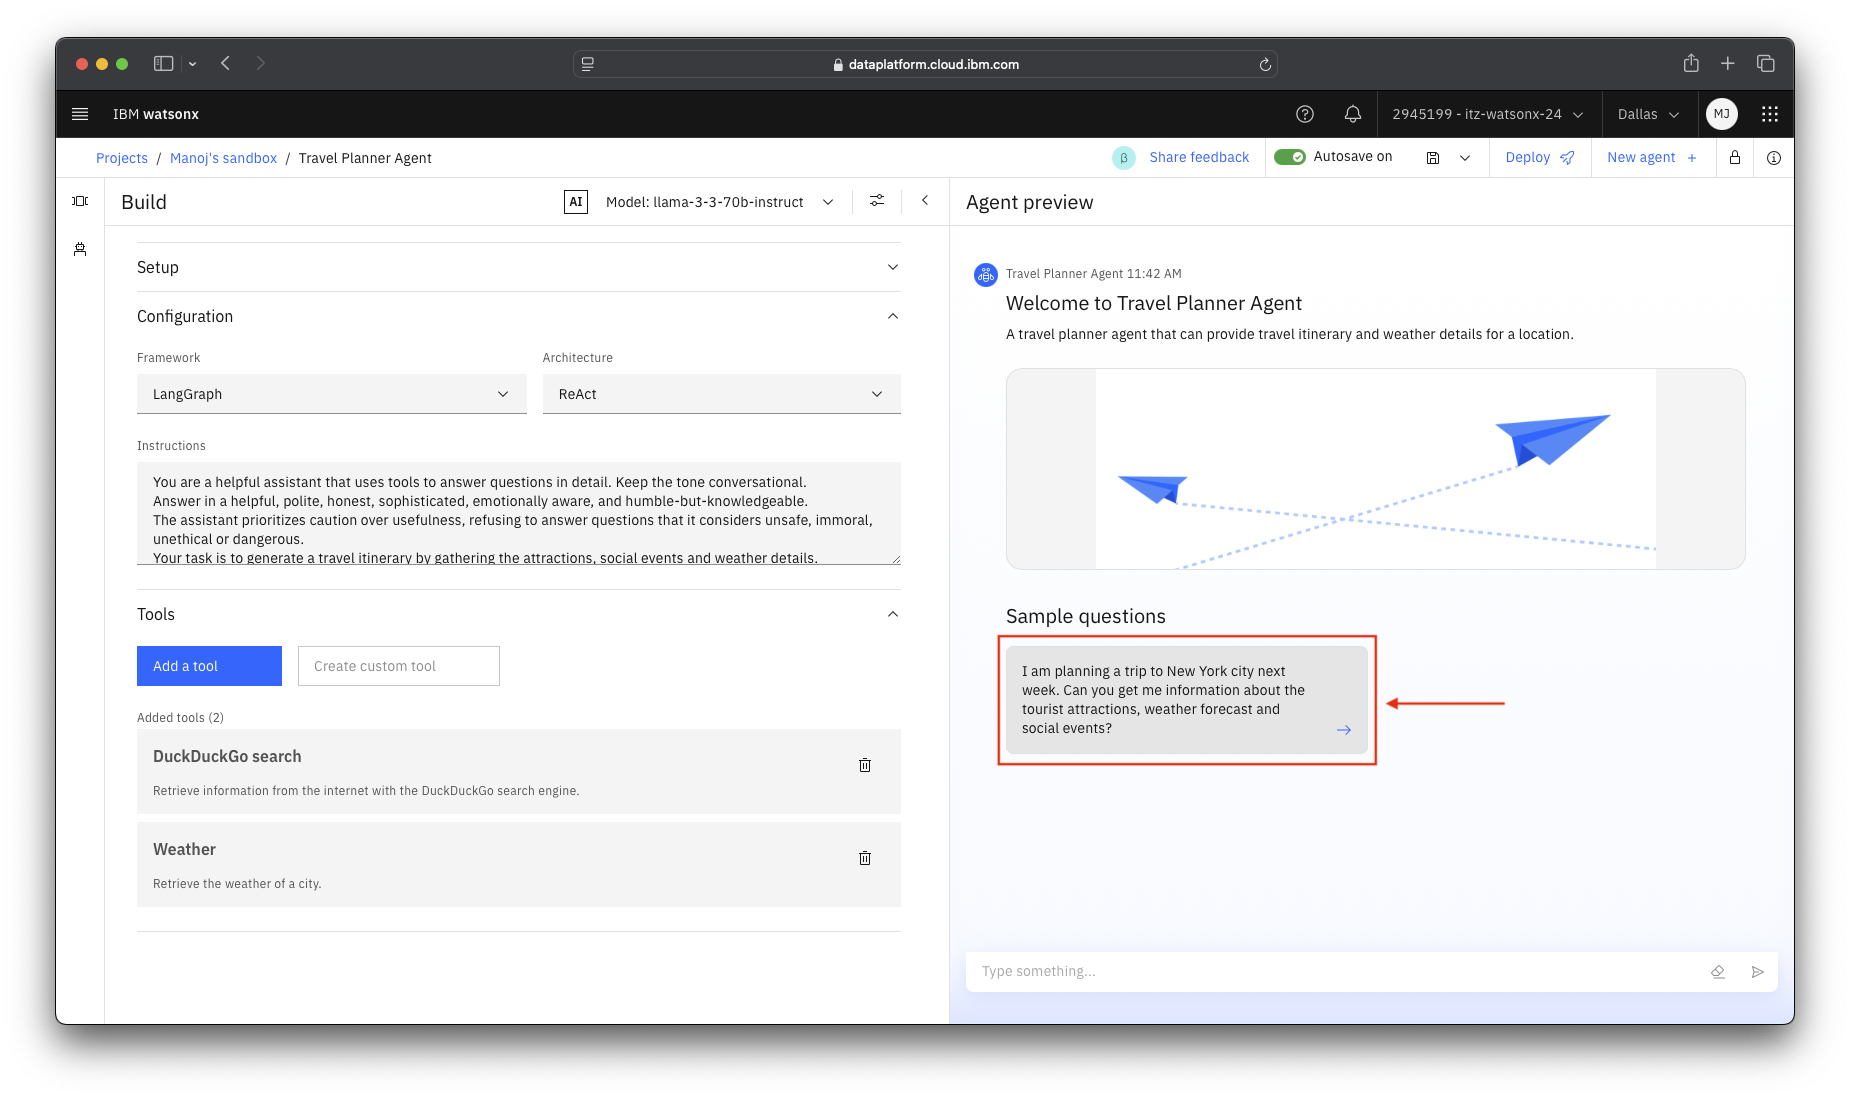 dataplatform.cloud.ibm.com
IBM watsonx
2945199 - itz-watsonx-24
Dallas
MJ
Projects / Manoj's sandbox / Travel Planner Agent
β Share feedback
Autosave on
Deploy
New agent +
Build
AI
Model: llama-3-3-70b-instruct
Setup
Configuration
Framework
Architecture
LangGraph
ReAct
Instructions
You are a helpful assistant that uses tools to answer questions in detail. Keep the tone conversational.
Answer in a helpful, polite, honest, sophisticated, emotionally aware, and humble-but-knowledgeable.
The assistant prioritizes caution over usefulness, refusing to answer questions that it considers unsafe, immoral,
unethical or dangerous.
Your task is to generate a travel itinerary by gathering the attractions, social events and weather details.
Tools
Add a tool
Create custom tool
Added tools (2)
DuckDuckGo search
Retrieve information from the internet with the DuckDuckGo search engine.
Weather
Retrieve the weather of a city.
Agent preview
Travel Planner Agent 11:42 AM
Welcome to Travel Planner Agent
A travel planner agent that can provide travel itinerary and weather details for a location.
Sample questions
I am planning a trip to New York city next
week. Can you get me information about the
tourist attractions, weather forecast and
social events?
Type something...